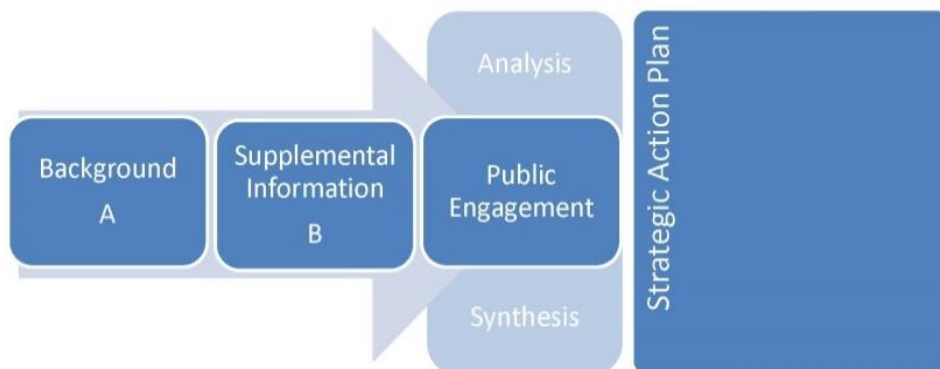 Background
A
Supplemental
Information
B
Analysis
Public
Engagement
Synthesis
Strategic Action Plan